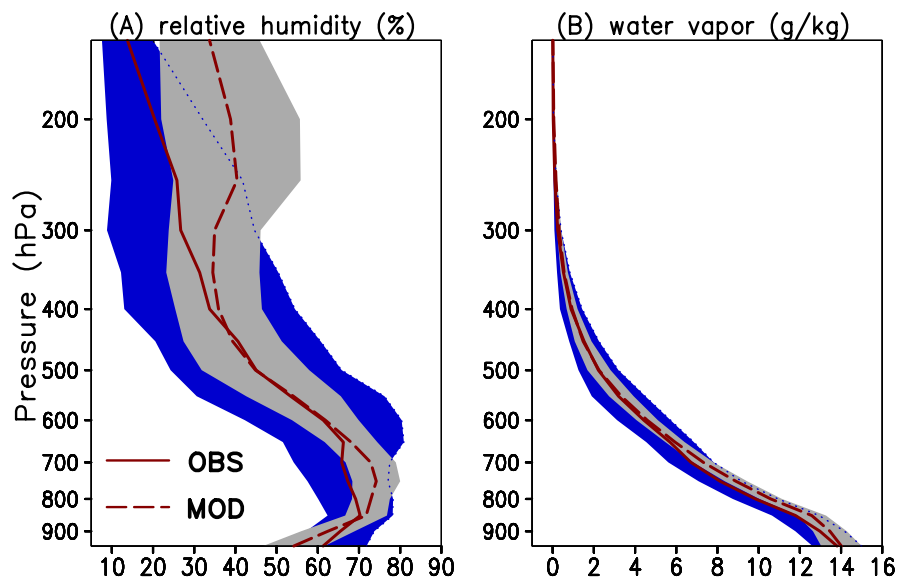 (A) relative humidity (%)
(B) water vapor (g/kg)
Pressure (hPa)
200
300
400
500
600
700
800
900
OBS
MOD
10 20 30 40 50 60 70 80 90
200
300
400
500
600
700
800
900
0 2 4 6 8 10 12 14 16